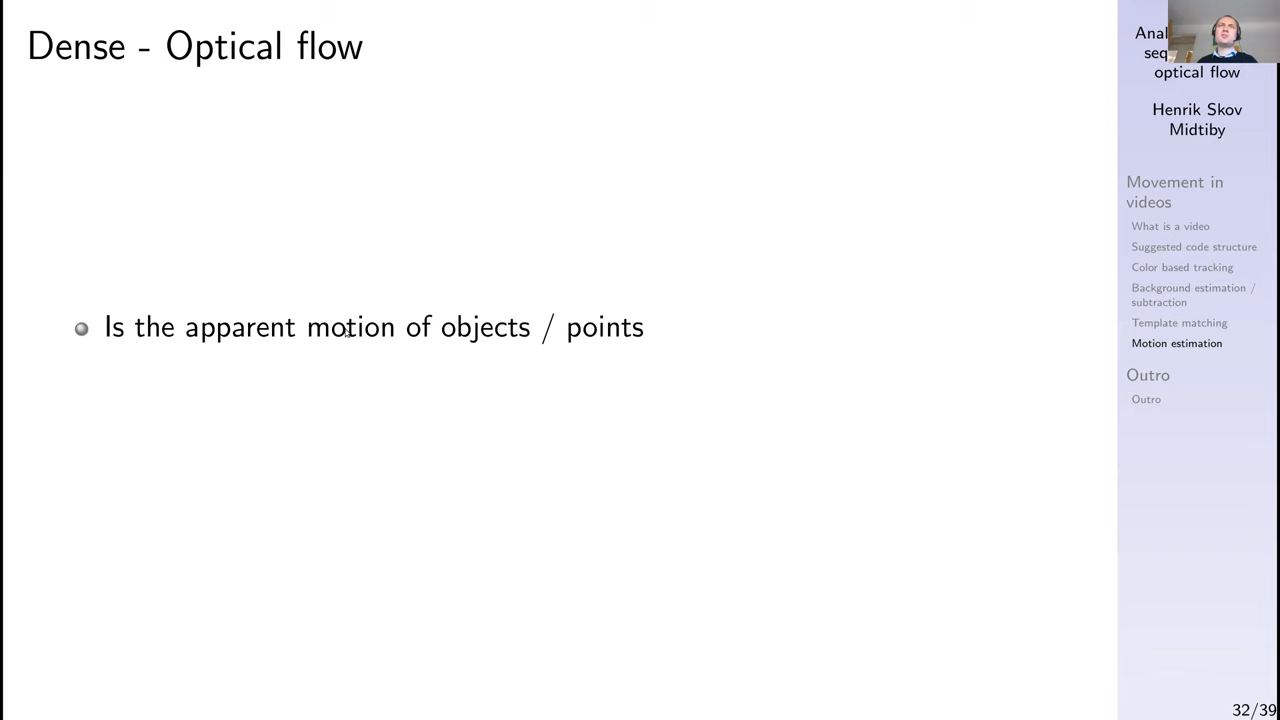 Dense - Optical flow
Is the apparent motion of objects / points
Anal
seq
optical flow
Henrik Skov
Midtiby
Movement in
videos
What is a video
Suggested code structure
Color based tracking
Background estimation /
subtraction
Template matching
Motion estimation
Outro
Outro
32/39